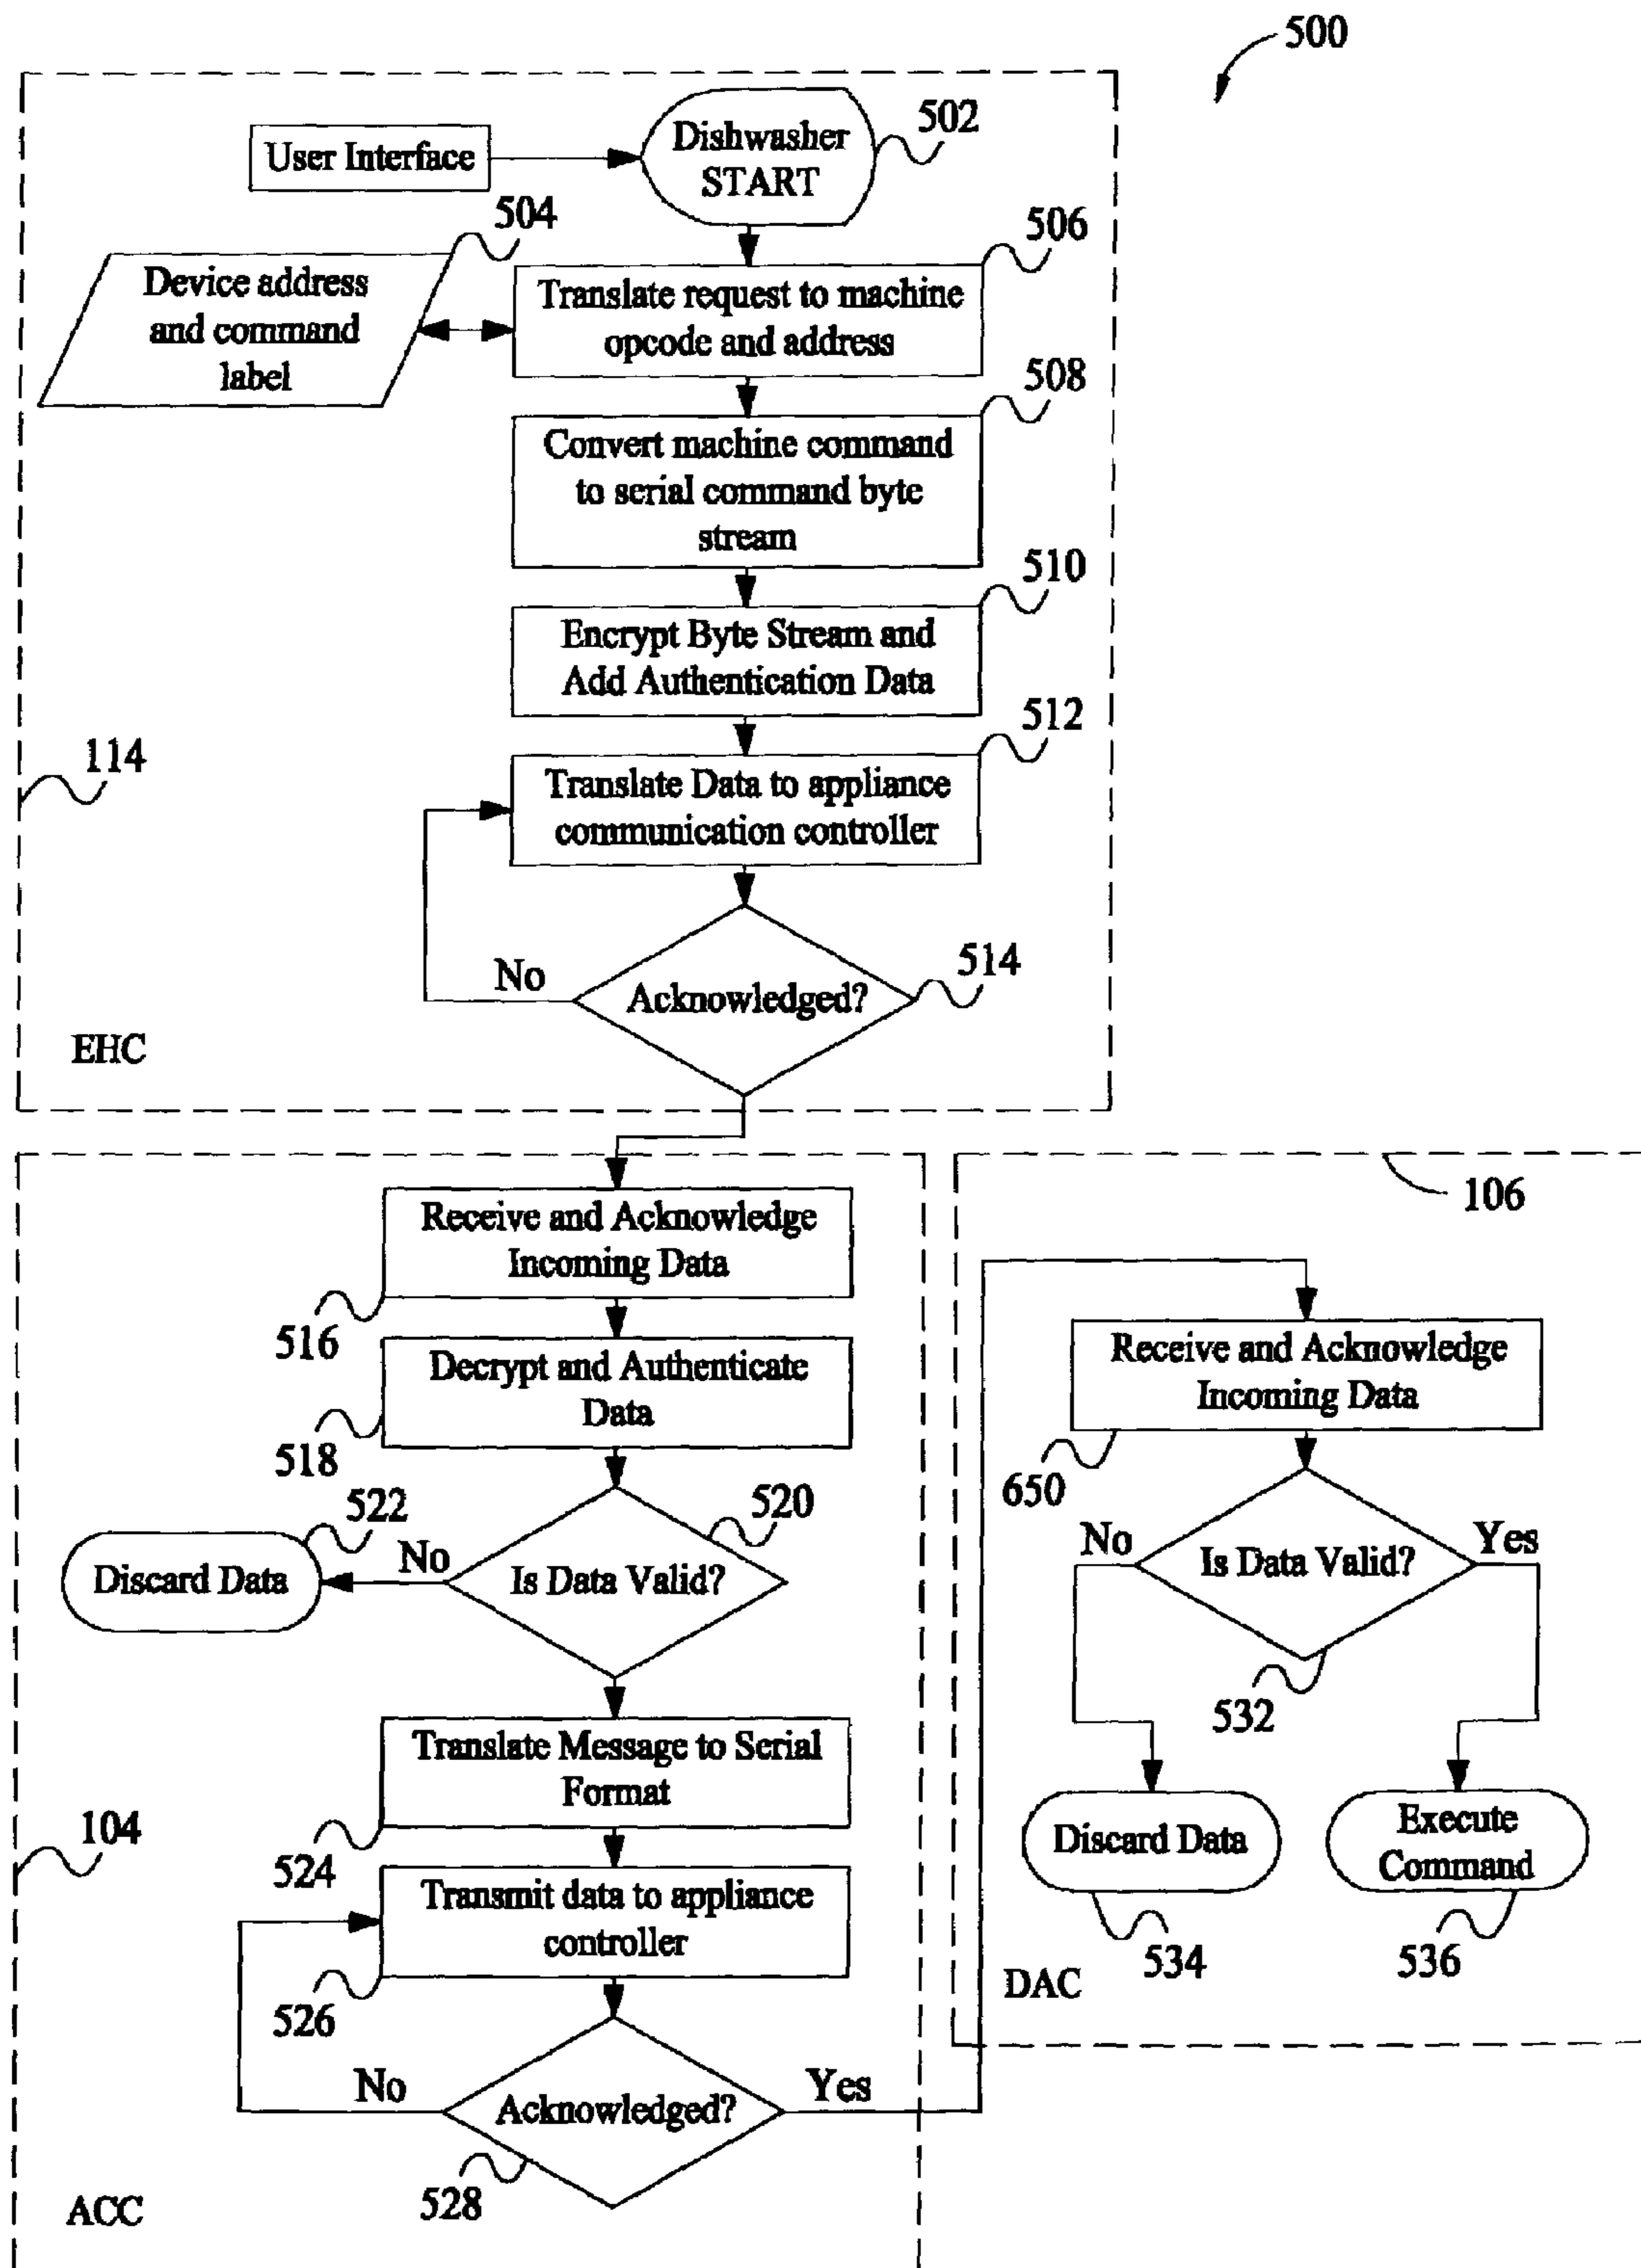 500
502
User Interface
Dishwasher
START
504
506
Device address
and command
label
Translate request to machine
opcode and address
508
Convert machine command
to serial command byte
stream
510
Encrypt Byte Stream and
Add Authentication Data
512
114
Translate Data to appliance
communication controller
514
No
Acknowledged?
EHC
106
Receive and Acknowledge
Incoming Data
516
Decrypt and Authenticate
Data
518
522
520
Discard Data
No
Is Data Valid?
Translate Message to Serial
Format
104
524
Transmit data to appliance
controller
526
No
Yes
Acknowledged?
528
ACC
Receive and Acknowledge
Incoming Data
650
No
Yes
Is Data Valid?
532
Discard Data
Execute
Command
534
536
DAC